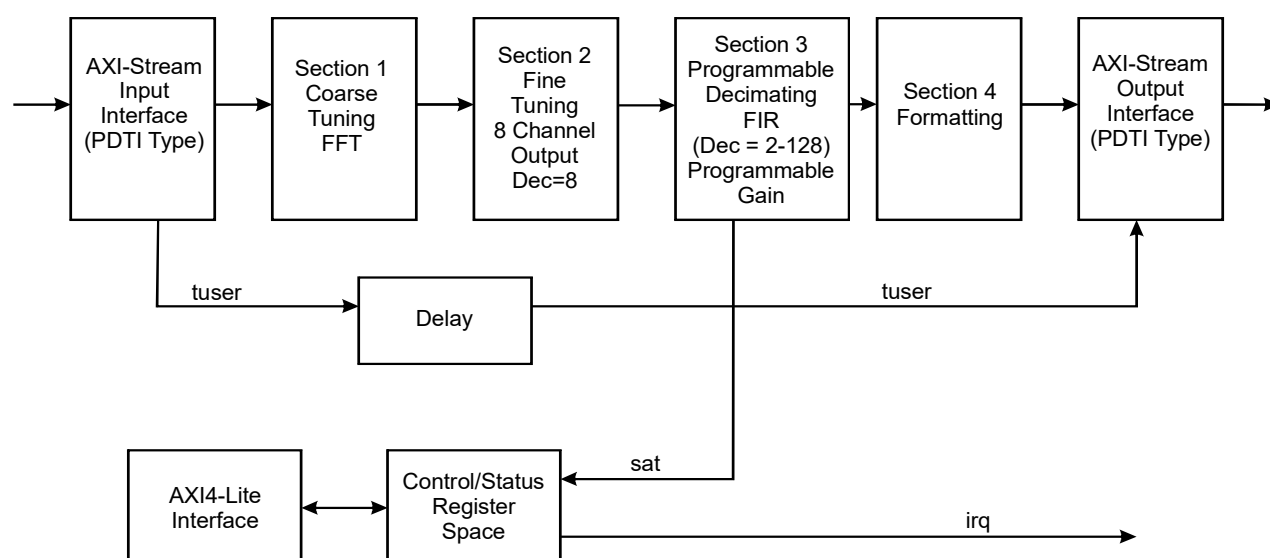 AXI-Stream
Input
Interface
(PDTI Type)
Section 1
Coarse
Tuning
FFT
Section 2
Fine
Tuning
8 Channel
Output
Dec=8
Section 3
Programmable
Decimating
FIR
(Dec = 2-128)
Programmable
Gain
Section 4
Formatting
AXI-Stream
Output
Interface
(PDTI Type)
tuser
Delay
tuser
AXI4-Lite
Interface
Control/Status
Register
Space
sat
irq